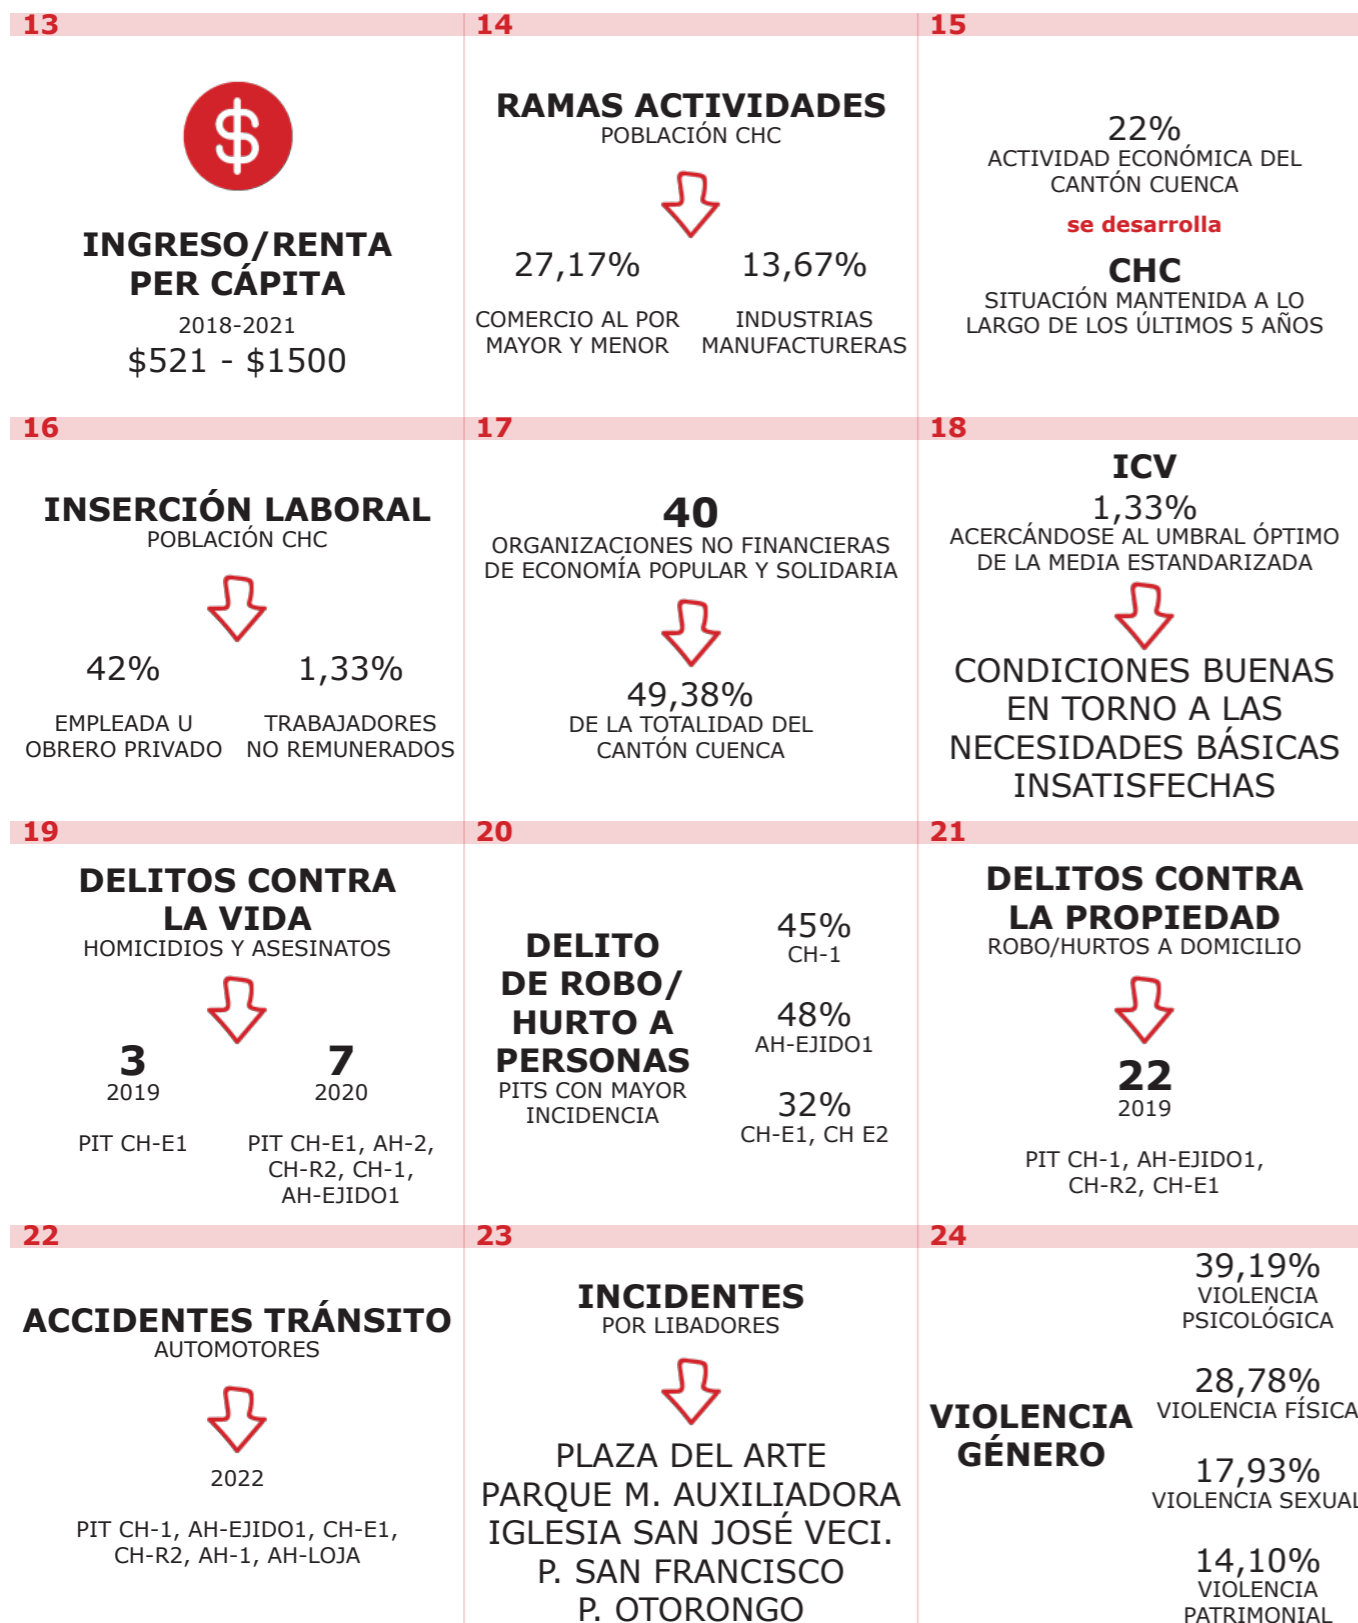 13
$
INGRESO/RENTA
PER CÁPITA
2018-2021
$521 - $1500
14
RAMAS ACTIVIDADES
POBLACIÓN CHC
27,17%
COMERCIO AL POR
MAYOR Y MENOR
13,67%
INDUSTRIAS
MANUFACTURERAS
15
22%
ACTIVIDAD ECONÓMICA DEL
CANTÓN CUENCA
se desarrolla
CHC
SITUACIÓN MANTENIDA A LO
LARGO DE LOS ÚLTIMOS 5 AÑOS
16
INSERCIÓN LABORAL
POBLACIÓN CHC
42%
EMPLEADA U
OBRERO PRIVADO
1,33%
TRABAJADORES
NO REMUNERADOS
17
40
ORGANIZACIONES NO FINANCIERAS
DE ECONOMÍA POPULAR Y SOLIDARIA
49,38%
DE LA TOTALIDAD DEL
CANTÓN CUENCA
18
ICV
1,33%
ACERCÁNDOSE AL UMBRAL ÓPTIMO
DE LA MEDIA ESTANDARIZADA
CONDICIONES BUENAS
EN TORNO A LAS
NECESIDADES BÁSICAS
INSATISFECHAS
19
DELITOS CONTRA
LA VIDA
HOMICIDIOS Y ASESINATOS
3
2019
PIT CH-E1
7
2020
PIT CH-E1, AH-2,
CH-R2, CH-1,
AH-EJIDO1
20
DELITO
DE ROBO/
HURTO A
PERSONAS
PITS CON MAYOR
INCIDENCIA
45%
CH-1
48%
AH-EJIDO1
32%
CH-E1, CH E2
21
DELITOS CONTRA
LA PROPIEDAD
ROBO/HURTOS A DOMICILIO
22
2019
PIT CH-1, AH-EJIDO1,
CH-R2, CH-E1
22
ACCIDENTES TRÁNSITO
AUTOMOTORES
2022
PIT CH-1, AH-EJIDO1, CH-E1,
CH-R2, AH-1, AH-LOJA
23
INCIDENTES
POR LIBADORES
PLAZA DEL ARTE
PARQUE M. AUXILIADORA
IGLESIA SAN JOSÉ VECI.
P. SAN FRANCISCO
P. OTORONGO
24
VIOLENCIA
GÉNERO
39,19%
VIOLENCIA
PSICOLÓGICA
28,78%
VIOLENCIA FÍSICA
17,93%
VIOLENCIA SEXUAL
14,10%
VIOLENCIA
PATRIMONIAL